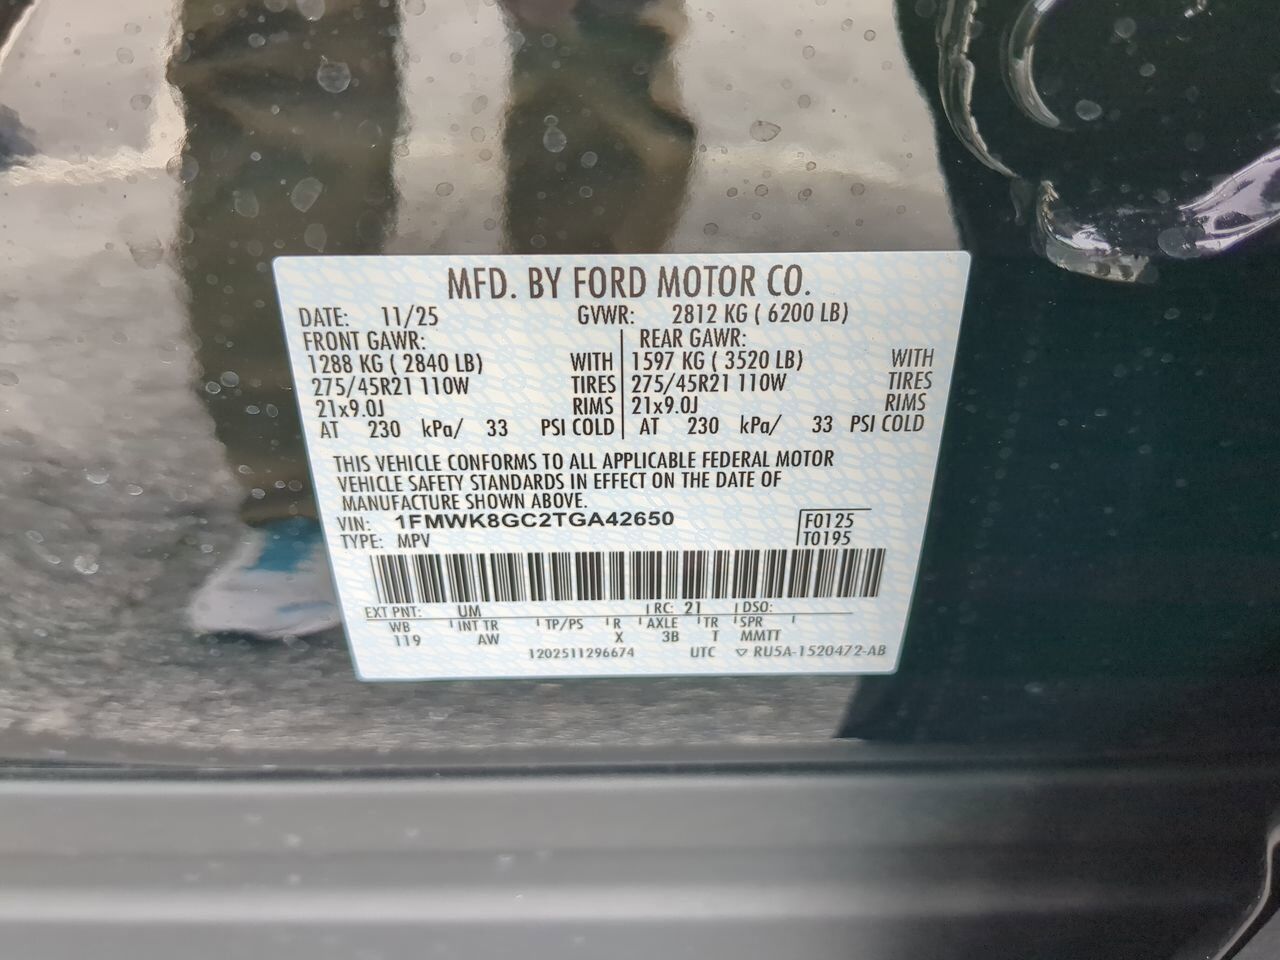 MFD. BY FORD MOTOR CO.
DATE: 11/25 GVWR: 2812 KG ( 6200 LB)
FRONT GAWR: REAR GAWR:
1288 KG ( 2840 LB) WITH 1597 KG ( 3520 LB) WITH
275/45R21 110W TIRES 275/45R21 110W TIRES
21x9.0J RIMS 21x9.0J RIMS
AT 230 kPa/ 33 PSI COLD AT 230 kPa/ 33 PSI COLD
THIS VEHICLE CONFORMS TO ALL APPLICABLE FEDERAL MOTOR
VEHICLE SAFETY STANDARDS IN EFFECT ON THE DATE OF
MANUFACTURE SHOWN ABOVE.
VIN: 1FMWK8GC2TGA42650 F0125
TYPE: MPV T0195
EXT PNT: UM RC: 21 DSO:
WB INT TR TP/PS R AXLE TR SPR
119 AW X 3B T MMTT
1202511296674 UTC ▽ RU5A-1520472-AB